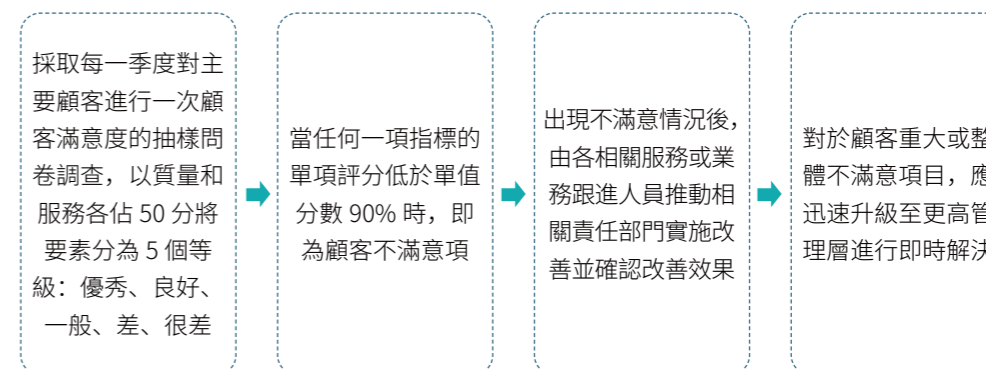 採取每一季度對主
要顧客進行一次顧
客滿意度的抽樣問
卷調查，以質量和
服務各佔 50 分將
要素分為 5 個等
級：優秀、良好、
一般、差、很差
當任何一項指標的
單項評分低於單值
分數 90% 時，即
為顧客不滿意項
出現不滿意情況後，
由各相關服務或業
務跟進人員推動相
關責任部門實施改
善並確認改善效果
對於顧客重大或整
體不滿意項目，應
迅速升級至更高管
理層進行即時解決